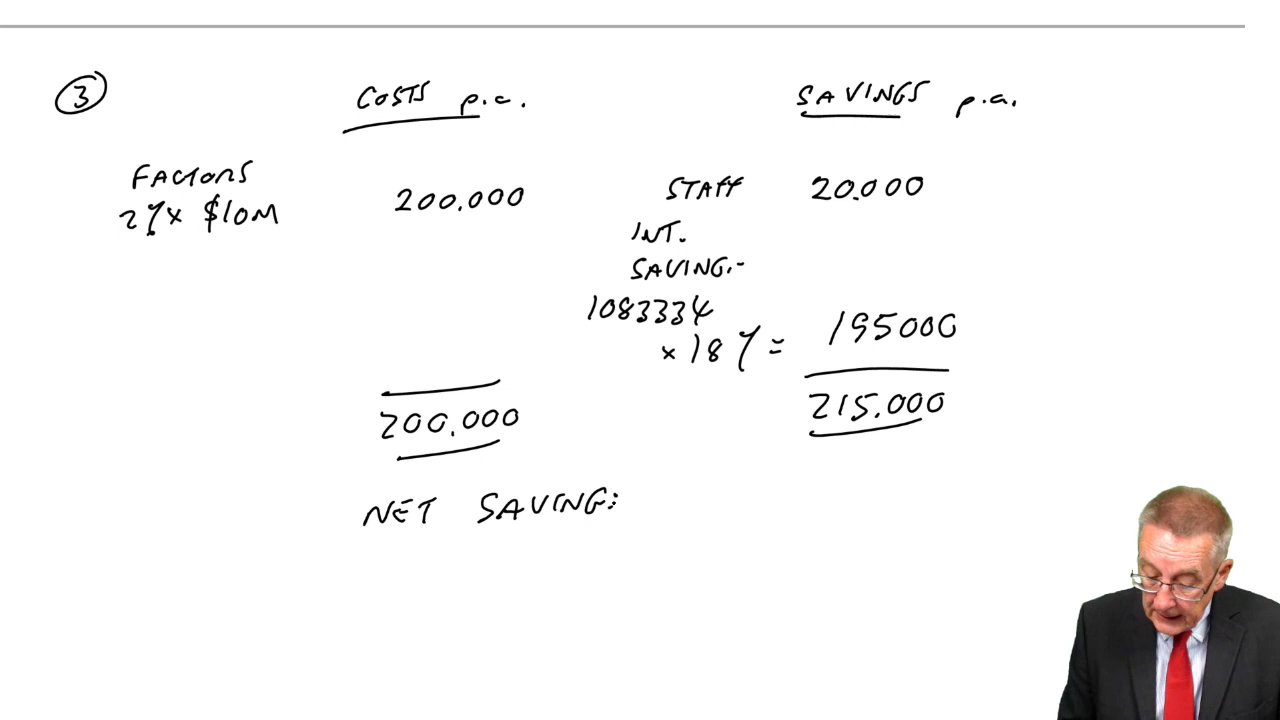 3
COSTS p.a.
SAVINGS p.a.
FACTORS
2% x $10M
200.000
STAFF 20.000
INT.
SAVING:-
1083334
x 18% = 195000
200.000
215.000
NET SAVING: